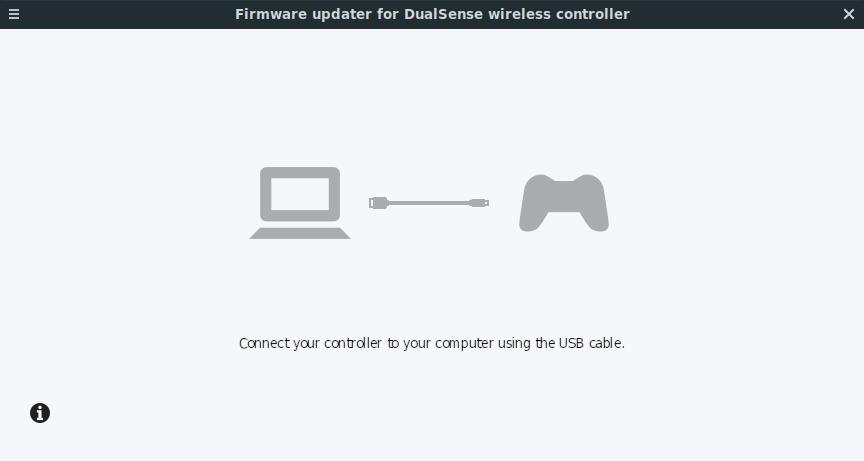 Firmware updater for DualSense wireless controller
Connect your controller to your computer using the USB cable.